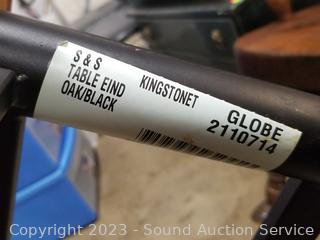 S & S
TABLE EIND
OAK/BLACK
KINGSTONET
GLOBE
2110714
Copyright © 2023 - Sound Auction Service